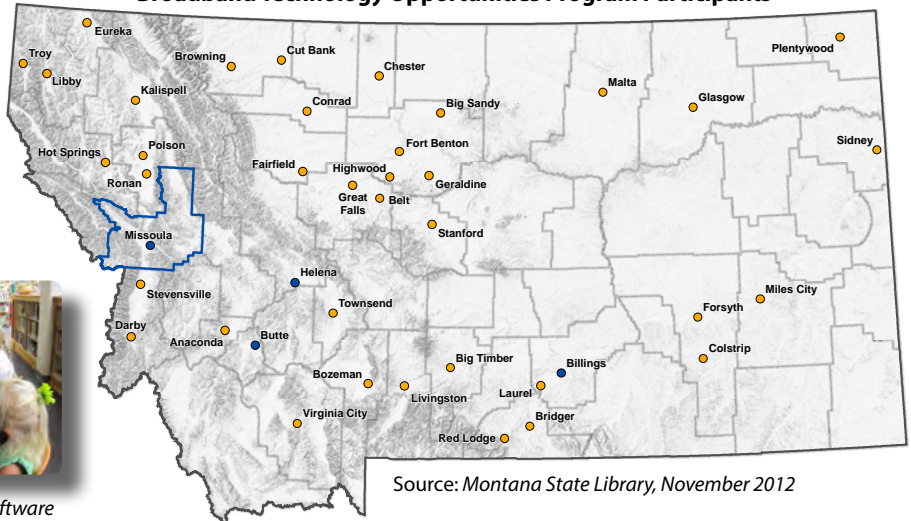 Broadband Technology Opportunities Program Participants
Eureka
Troy
Libby
Browning
Cut Bank
Chester
Plentywood
Kalispell
Conrad
Big Sandy
Malta
Glasgow
Hot Springs
Polson
Ronan
Fairfield
Highwood
Fort Benton
Geraldine
Great
Falls
Belt
Sidney
Stanford
Missoula
Helena
Stevensville
Townsend
Miles City
Forsyth
Darby
Anaconda
Butte
Colstrip
Big Timber
Billings
Bozeman
Livingston
Laurel
Virginia City
Bridger
Red Lodge
Source: Montana State Library, November 2012
ftware